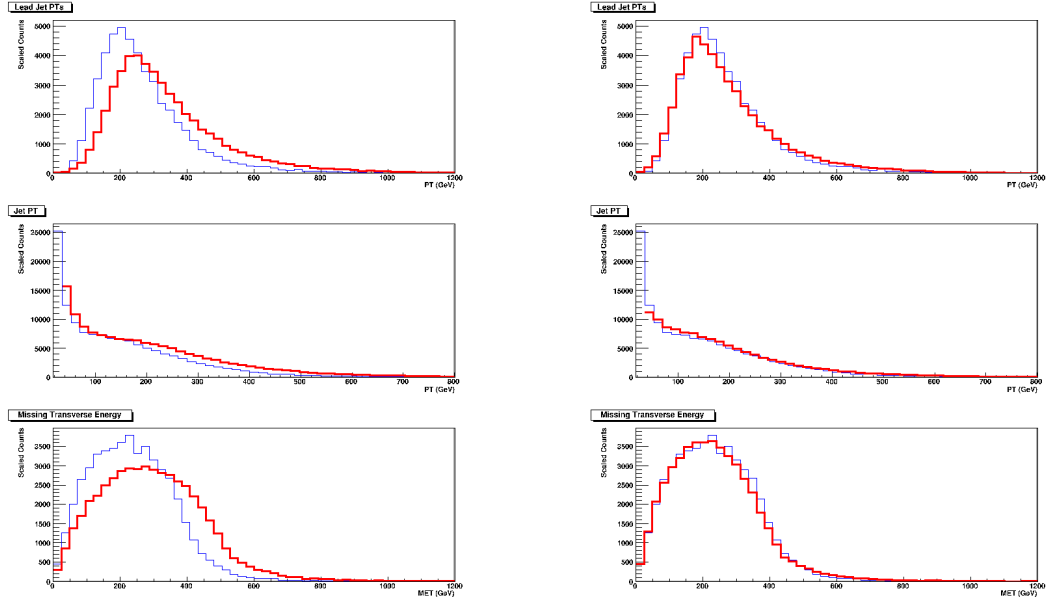 Lead Jet PTs
Scaled Counts
5000
4000
3000
2000
1000
0
0 200 400 600 800 1000 1200
PT (GeV)
Lead Jet PTs
Scaled Counts
5000
4000
3000
2000
1000
0
0 200 400 600 800 1000 1200
PT (GeV)
Jet PT
Scaled Counts
25000
20000
15000
10000
5000
0
100 200 300 400 500 600 700 800
PT (GeV)
Jet PT
Scaled Counts
25000
20000
15000
10000
5000
0
100 200 300 400 500 600 700 800
PT (GeV)
Missing Transverse Energy
Scaled Counts
3500
3000
2500
2000
1500
1000
500
0
0 200 400 600 800 1000 1200
MET (GeV)
Missing Transverse Energy
Scaled Counts
3500
3000
2500
2000
1500
1000
500
0
0 200 400 600 800 1000 1200
MET (GeV)